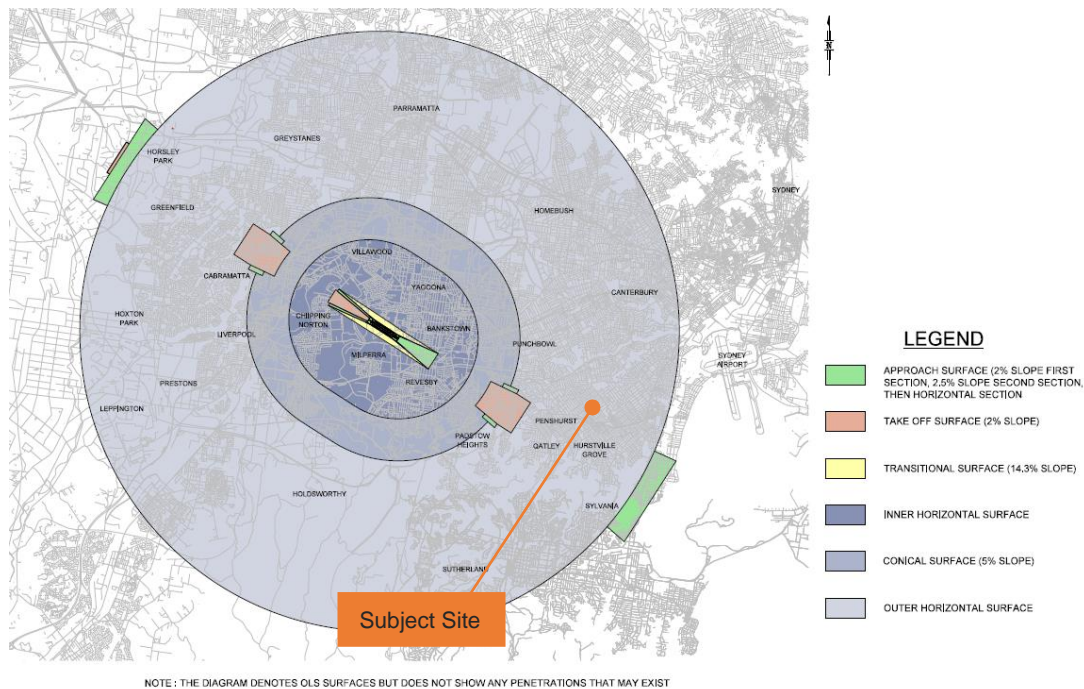 N
PARRAMATTA
GREYSTANES
HORSLEY
PARK
SYDNEY
GREENFIELD
HOMEBUSH
VILLAWOOD
CABRAMATTA
YAGOONA
CANTERBURY
HOXTON
PARK
CHIPPING
NORTON
BANKSTOWN
LIVERPOOL
PUNCHBOWL
MILPERRA
SYDNEY
AIRPORT
PRESTONS
REVESBY
LEPPINGTON
PENSHURST
PADSTOW
HEIGHTS
OATLEY
HURSTVILLE
GROVE
HOLDSWORTHY
SYLVANIA
SUTHERLAND
Subject Site
LEGEND
APPROACH SURFACE (2% SLOPE FIRST
SECTION, 2,5% SLOPE SECOND SECTION,
THEN HORIZONTAL SECTION
TAKE OFF SURFACE (2% SLOPE)
TRANSITIONAL SURFACE (14,3% SLOPE)
INNER HORIZONTAL SURFACE
CONICAL SURFACE (5% SLOPE)
OUTER HORIZONTAL SURFACE
NOTE : THE DIAGRAM DENOTES OLS SURFACES BUT DOES NOT SHOW ANY PENETRATIONS THAT MAY EXIST